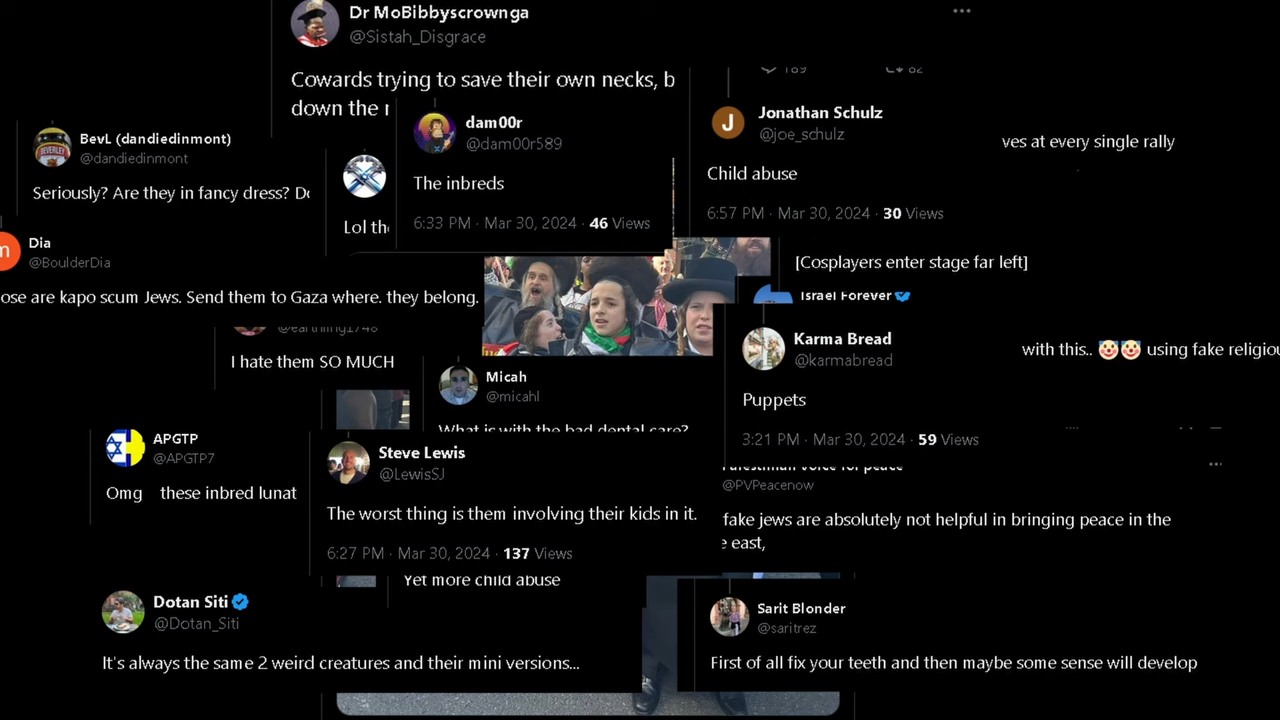 Dr MoBibbyscrownga
@Sistah_Disgrace
Cowards trying to save their own necks, b
down the
189
82
BevL (dandiedinmont)
@dandiedinmont
Seriously? Are they in fancy dress?
dam00r
@dam00r589
The inbreds
6:33 PM · Mar 30, 2024 · 46 Views
Lol
Jonathan Schulz
@joe_schulz
Child abuse
6:57 PM · Mar 30, 2024 · 30 Views
ves at every single rally
Dia
@BoulderDia
ose are kapo scum Jews. Send them to Gaza where. they belong.
[Cosplayers enter stage far left]
Israel Forever
@earthling1748
I hate them SO MUCH
Karma Bread
@karmabread
Puppets
3:21 PM · Mar 30, 2024 · 59 Views
with this.. 🤡🤡 using fake religiou
Micah
@micahl
What is with the bad dental care?
APGTP
@APGTP7
Omg these inbred lunat
Steve Lewis
@LewisSJ
The worst thing is them involving their kids in it.
6:27 PM · Mar 30, 2024 · 137 Views
Palestinian voice for peace
@PVPeacenow
fake jews are absolutely not helpful in bringing peace in the
e east,
Yet more child abuse
Dotan Siti
@Dotan_Siti
It's always the same 2 weird creatures and their mini versions...
Sarit Blonder
@saritrez
First of all fix your teeth and then maybe some sense will develop